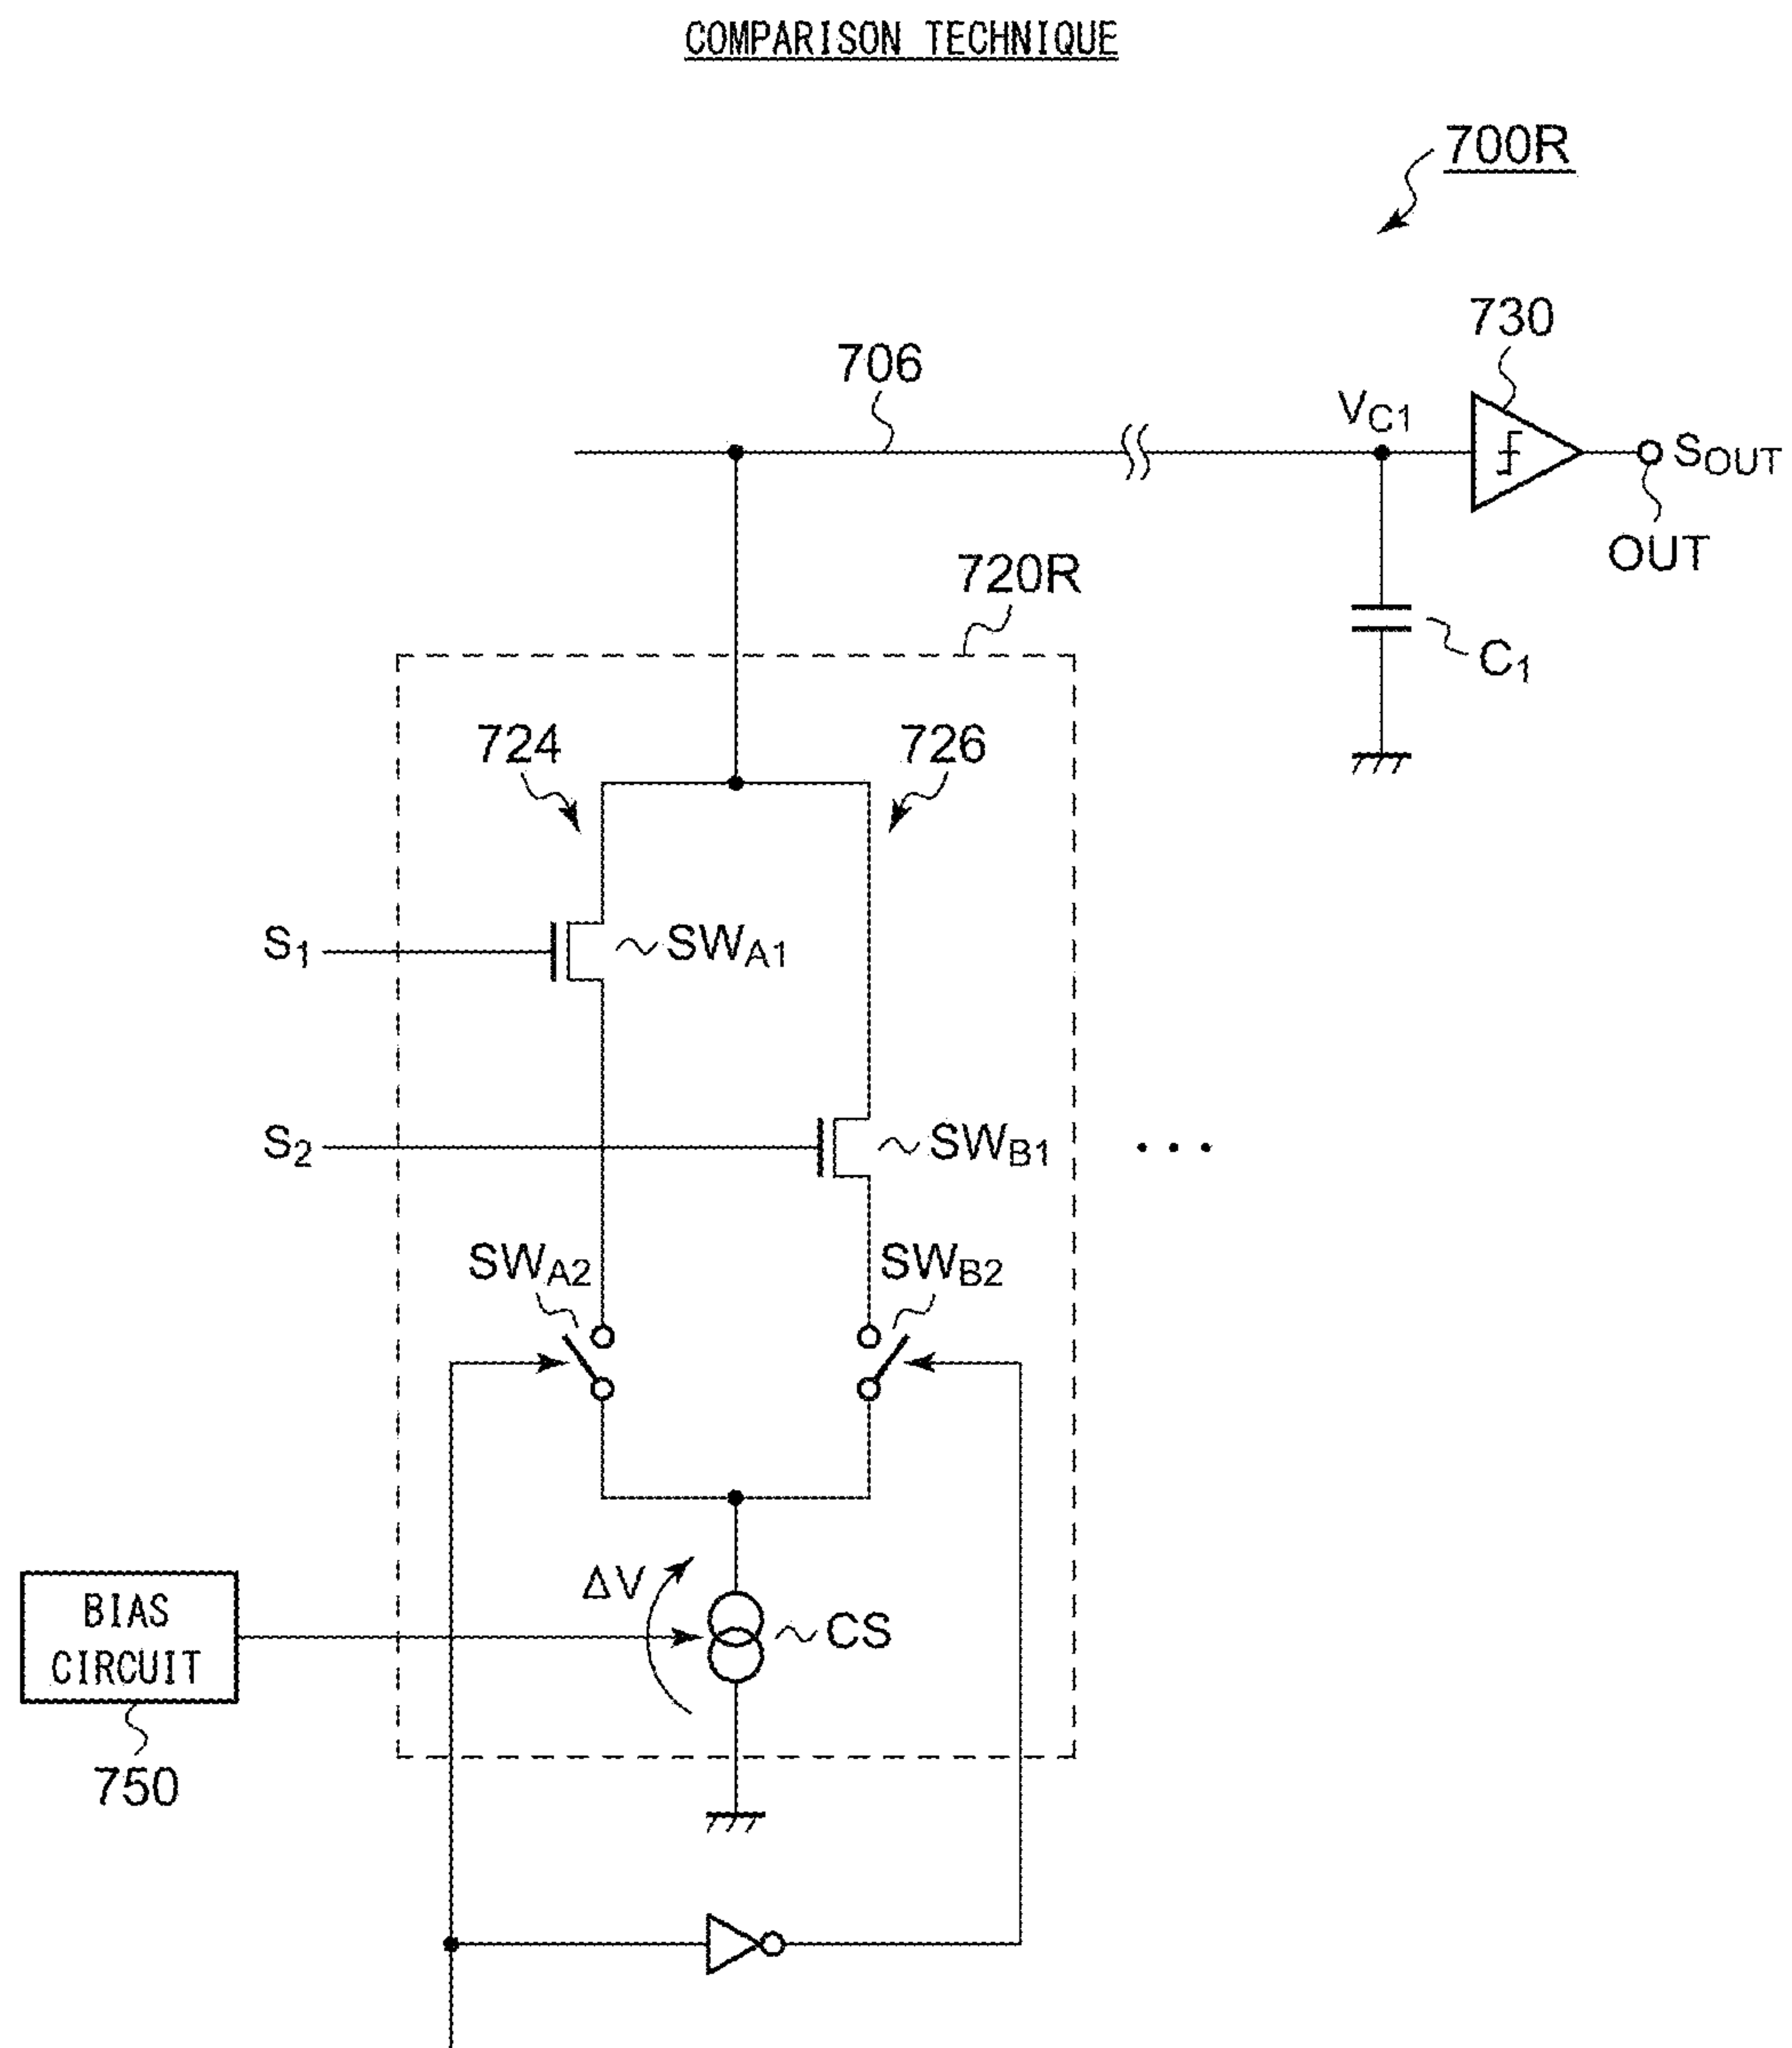 COMPARISON TECHNIQUE
700R
730
706
VC1
SOUT
OUT
720R
C1
724
726
S1
SWA1
S2
SWB1
...
SWA2
SWB2
ΔV
CS
BIAS
CIRCUIT
750